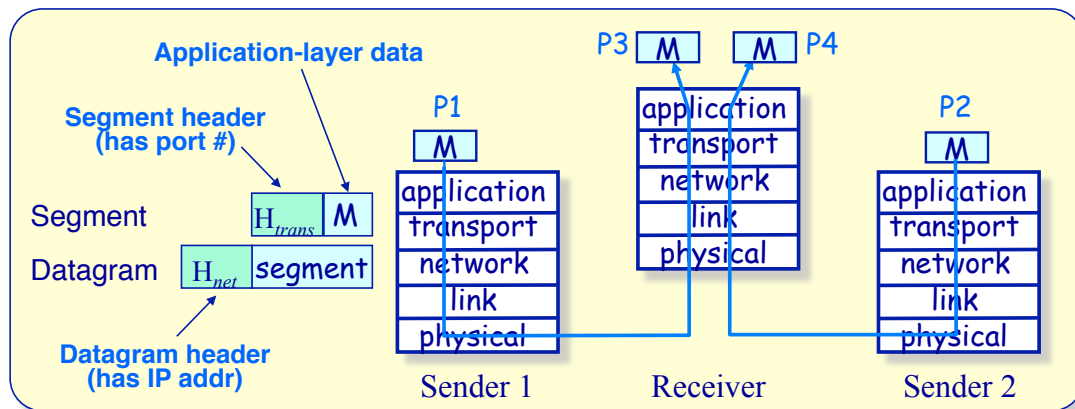 Application-layer data
P3
M
M
P4
P1
M
Segment header
(has port #)
Segment
Htrans
M
Datagram
Hnet
segment
Datagram header
(has IP addr)
application
transport
network
link
physical
Sender 1
application
transport
network
link
physical
Receiver
P2
M
application
transport
network
link
physical
Sender 2